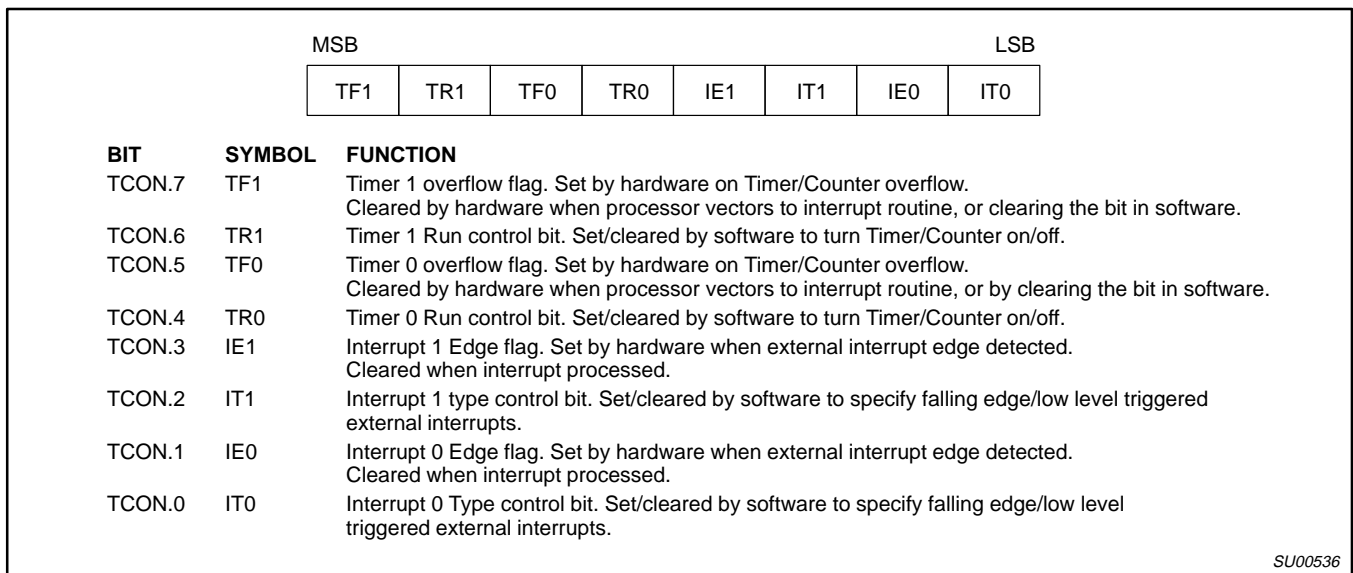 MSB LSB
TF1 TR1 TF0 TR0 IE1 IT1 IE0 IT0
BIT SYMBOL FUNCTION
TCON.7 TF1 Timer 1 overflow flag. Set by hardware on Timer/Counter overflow.
Cleared by hardware when processor vectors to interrupt routine, or clearing the bit in software.
TCON.6 TR1 Timer 1 Run control bit. Set/cleared by software to turn Timer/Counter on/off.
TCON.5 TF0 Timer 0 overflow flag. Set by hardware on Timer/Counter overflow.
Cleared by hardware when processor vectors to interrupt routine, or by clearing the bit in software.
TCON.4 TR0 Timer 0 Run control bit. Set/cleared by software to turn Timer/Counter on/off.
TCON.3 IE1 Interrupt 1 Edge flag. Set by hardware when external interrupt edge detected.
Cleared when interrupt processed.
TCON.2 IT1 Interrupt 1 type control bit. Set/cleared by software to specify falling edge/low level triggered
external interrupts.
TCON.1 IE0 Interrupt 0 Edge flag. Set by hardware when external interrupt edge detected.
Cleared when interrupt processed.
TCON.0 IT0 Interrupt 0 Type control bit. Set/cleared by software to specify falling edge/low level
triggered external interrupts.
SU00536